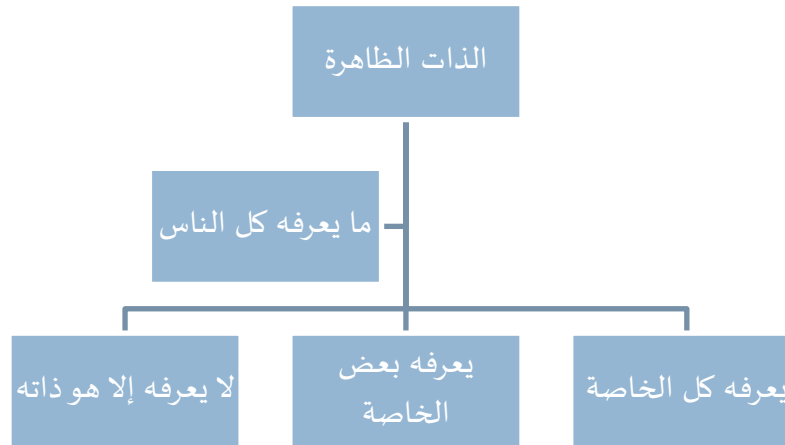 الذات الظاهرة
ما يعرفه كل الناس
يعرفه كل الخاصة
يعرفه بعض
الخاصة
لا يعرفه إلا هو ذاته